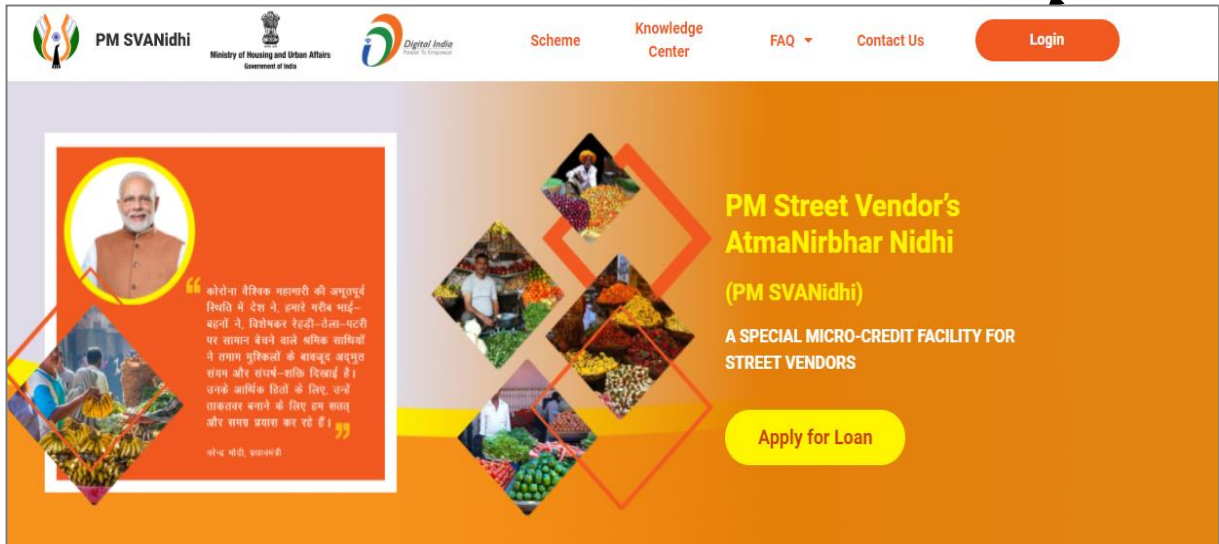 PM SVANidhi
Ministry of Housing and Urban Affairs
Government of India
Digital India
Power To Empower
Scheme
Knowledge
Center
FAQ
Contact Us
Login
“ कोरोना वैश्विक महामारी की अभूतपूर्व
स्थिति में देश ने, हमारे गरीब भाई–
बहनों ने, विशेषकर रेहड़ी–ठेला–पटरी
पर सामान बेचने वाले श्रमिक साथियों
ने तमाम मुश्किलों के बावजूद अद्भुत
संयम और संघर्ष–शक्ति दिखाई है।
उनके आर्थिक हितों के लिए, उन्हें
ताकतवर बनाने के लिए हम सतत्
और समग्र प्रयास कर रहे हैं। ”
नरेन्द्र मोदी, प्रधानमंत्री
PM Street Vendor's
AtmaNirbhar Nidhi
(PM SVANidhi)
A SPECIAL MICRO-CREDIT FACILITY FOR
STREET VENDORS
Apply for Loan